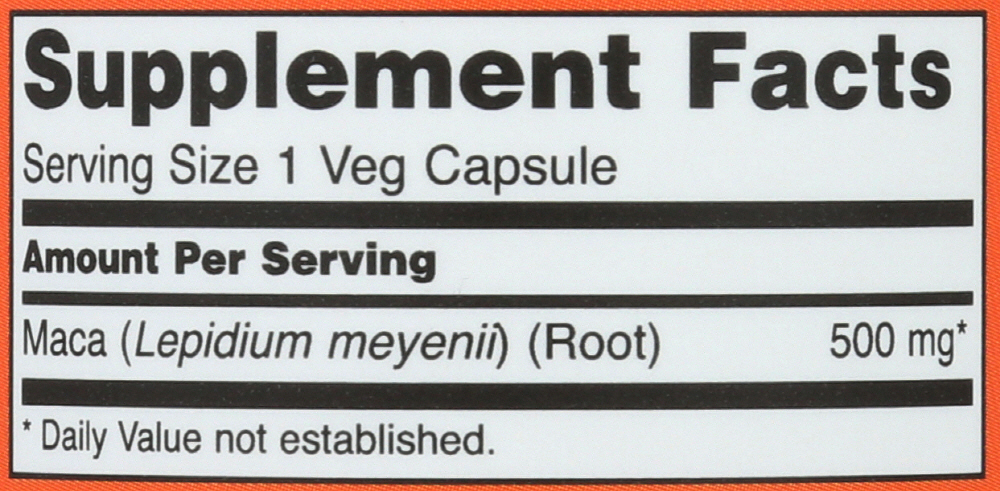 Supplement Facts
Serving Size 1 Veg Capsule
Amount Per Serving
Maca (Lepidium meyenii) (Root) 500 mg*
* Daily Value not established.